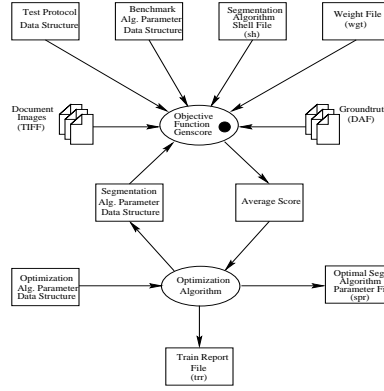 Test Protocol
Data Structure
Benchmark
Alg. Parameter
Data Structure
Segmentation
Algorithm
Shell File
(sh)
Weight File
(wgt)
Document
Images
(TIFF)
Objective
Function
Genscore
Groundtrut
(DAF)
Segmentation
Alg. Parameter
Data Structure
Average Score
Optimization
Alg. Parameter
Data Structure
Optimization
Algorithm
Optimal Seg
Algorithm
Parameter Fi
(spr)
Train Report
File
(trr)